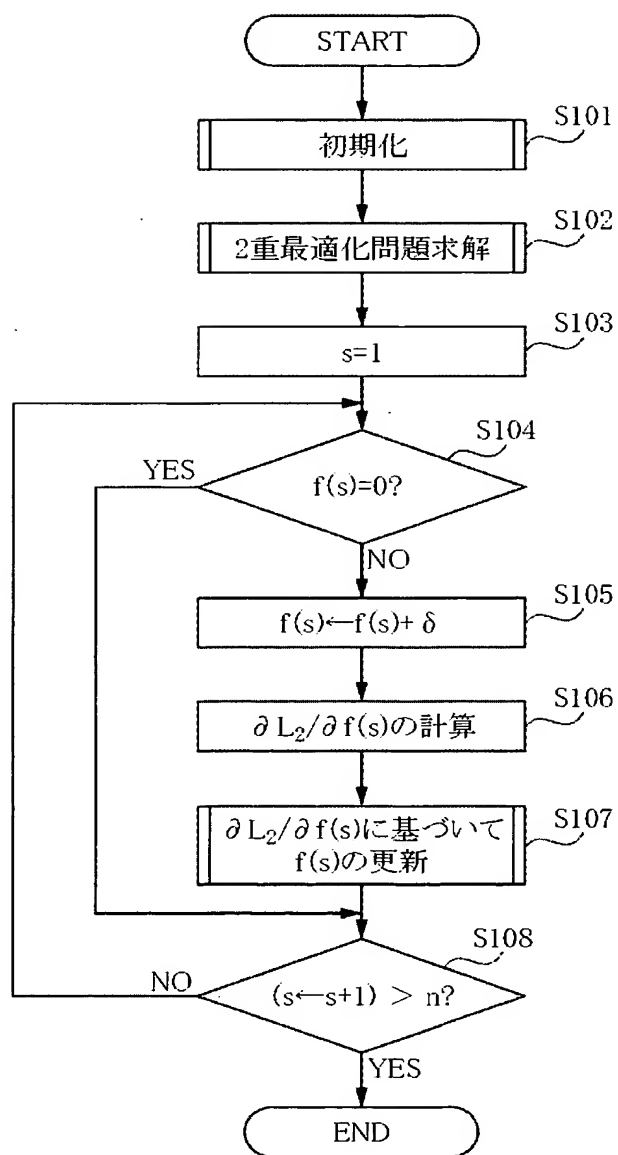 START
S101
初期化
S102
2重最適化問題求解
S103
s=1
S104
YES
f(s)=0?
NO
S105
f(s)←f(s)+ δ
S106
∂L₂/∂f(s)の計算
S107
∂L₂/∂f(s)に基づいて
f(s)の更新
S108
NO
(s←s+1) > n?
YES
END